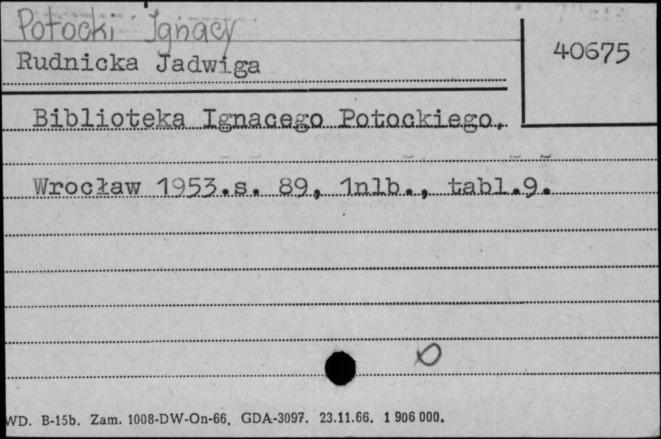 Potocki Ignacy
40675
Rudnicka Jadwiga
Biblioteka Ignacego Potockiego,
Wrocław 1953.s. 89, 1nlb., tabl.9.
WD. B-15b. Zam. 1008-DW-On-66. GDA-3097. 23.11.66. 1 906 000.